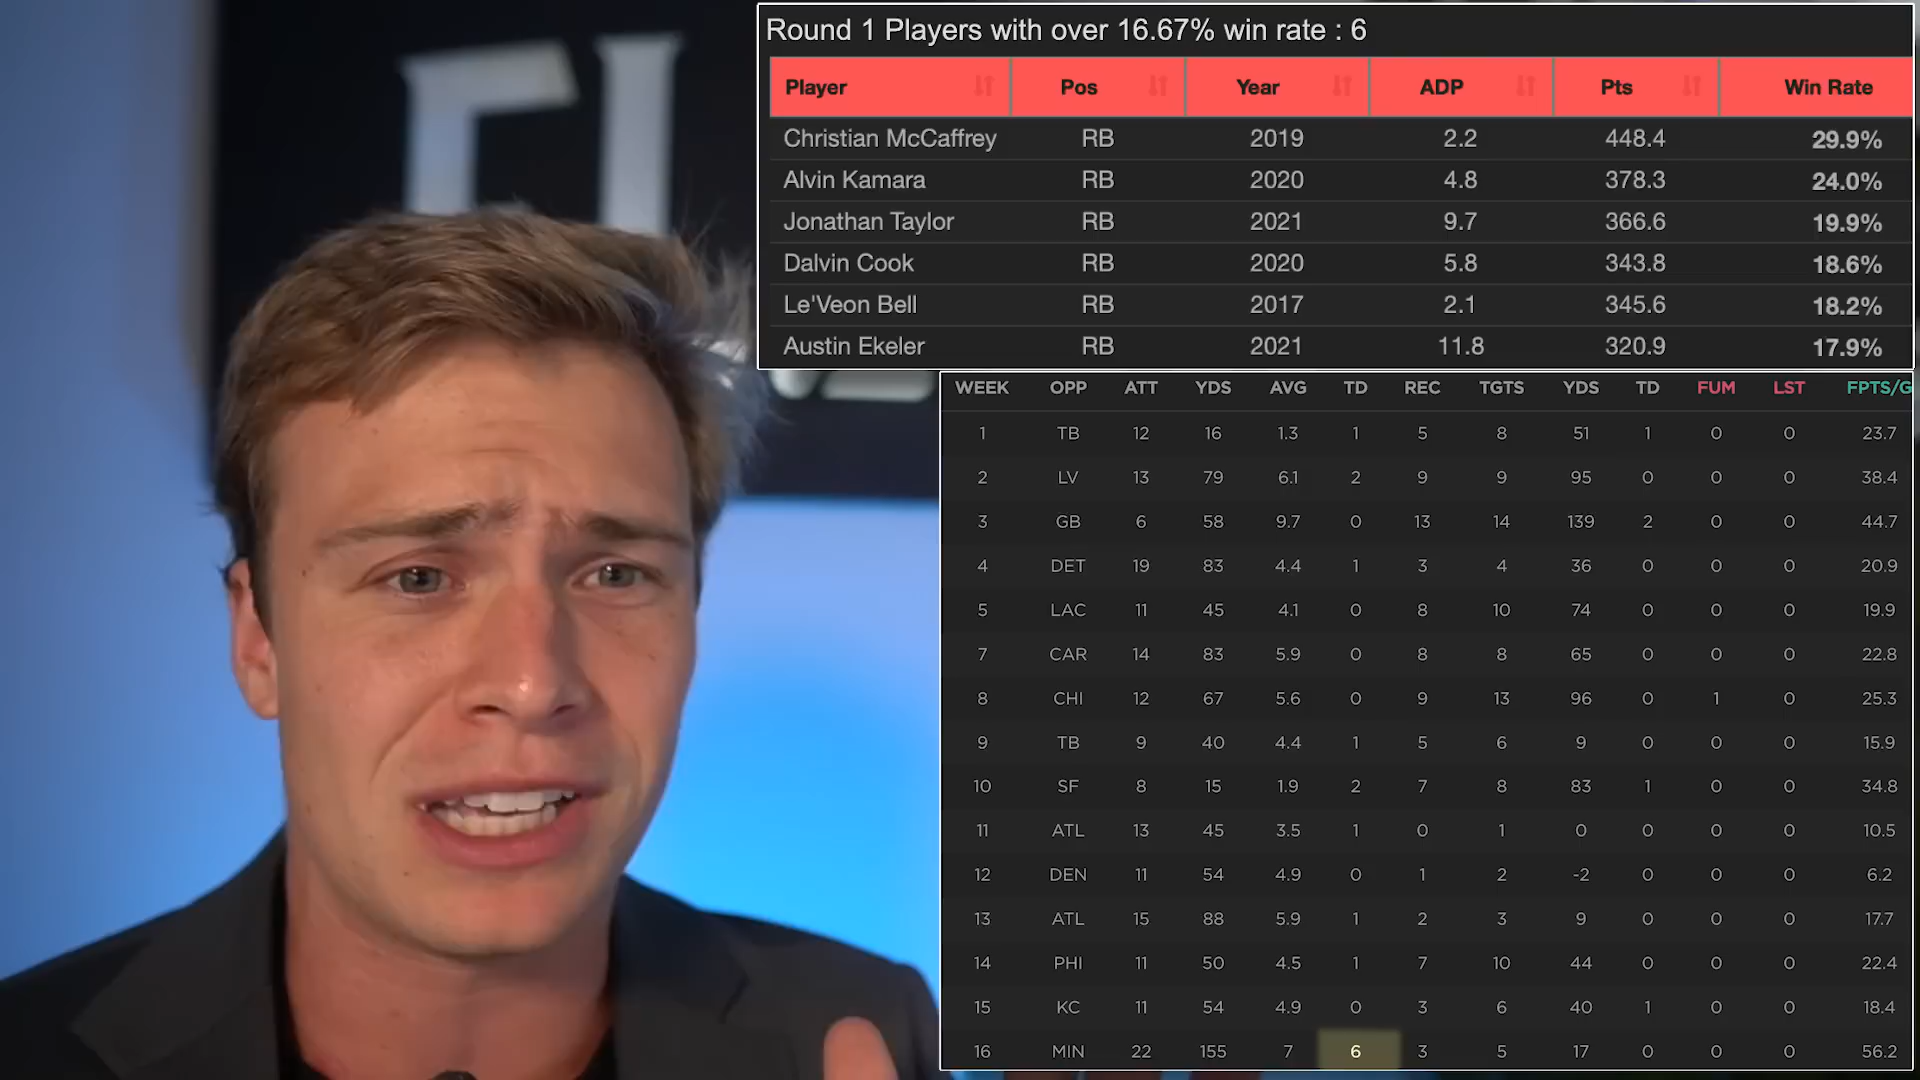 Round 1 Players with over 16.67% win rate : 6
Player Pos Year ADP Pts Win Rate
Christian McCaffrey RB 2019 2.2 448.4 29.9%
Alvin Kamara RB 2020 4.8 378.3 24.0%
Jonathan Taylor RB 2021 9.7 366.6 19.9%
Dalvin Cook RB 2020 5.8 343.8 18.6%
Le'Veon Bell RB 2017 2.1 345.6 18.2%
Austin Ekeler RB 2021 11.8 320.9 17.9%
WEEK OPP ATT YDS AVG TD REC TGTS YDS TD FUM LST FPTS/G
1 TB 12 16 1.3 1 5 8 51 1 0 0 23.7
2 LV 13 79 6.1 2 9 9 95 0 0 0 38.4
3 GB 6 58 9.7 0 13 14 139 2 0 0 44.7
4 DET 19 83 4.4 1 3 4 36 0 0 0 20.9
5 LAC 11 45 4.1 0 8 10 74 0 0 0 19.9
7 CAR 14 83 5.9 0 8 8 65 0 0 0 22.8
8 CHI 12 67 5.6 0 9 13 96 0 1 0 25.3
9 TB 9 40 4.4 1 5 6 9 0 0 0 15.9
10 SF 8 15 1.9 2 7 8 83 1 0 0 34.8
11 ATL 13 45 3.5 1 0 1 0 0 0 0 10.5
12 DEN 11 54 4.9 0 1 2 -2 0 0 0 6.2
13 ATL 15 88 5.9 1 2 3 9 0 0 0 17.7
14 PHI 11 50 4.5 1 7 10 44 0 0 0 22.4
15 KC 11 54 4.9 0 3 6 40 1 0 0 18.4
16 MIN 22 155 7 6 3 5 17 0 0 0 56.2